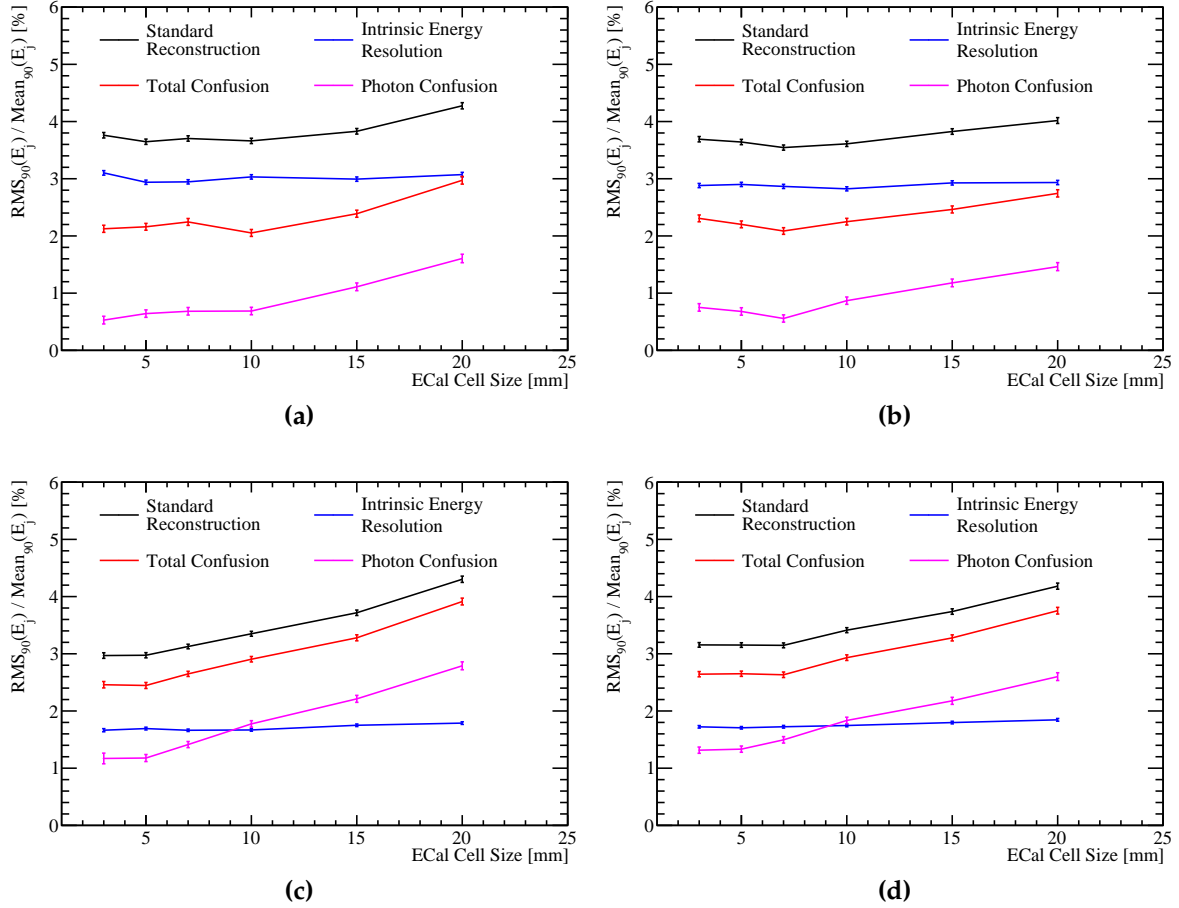 RMS90(Ej) / Mean90(Ej) [%]
6
5
4
3
2
1
0
Standard Reconstruction
Intrinsic Energy Resolution
Total Confusion
Photon Confusion
5 10 15 20 25
ECal Cell Size [mm]
(a)
RMS90(Ej) / Mean90(Ej) [%]
6
5
4
3
2
1
0
Standard Reconstruction
Intrinsic Energy Resolution
Total Confusion
Photon Confusion
5 10 15 20 25
ECal Cell Size [mm]
(b)
RMS90(Ej) / Mean90(Ej) [%]
6
5
4
3
2
1
0
Standard Reconstruction
Intrinsic Energy Resolution
Total Confusion
Photon Confusion
5 10 15 20 25
ECal Cell Size [mm]
(c)
RMS90(Ej) / Mean90(Ej) [%]
6
5
4
3
2
1
0
Standard Reconstruction
Intrinsic Energy Resolution
Total Confusion
Photon Confusion
5 10 15 20 25
ECal Cell Size [mm]
(d)